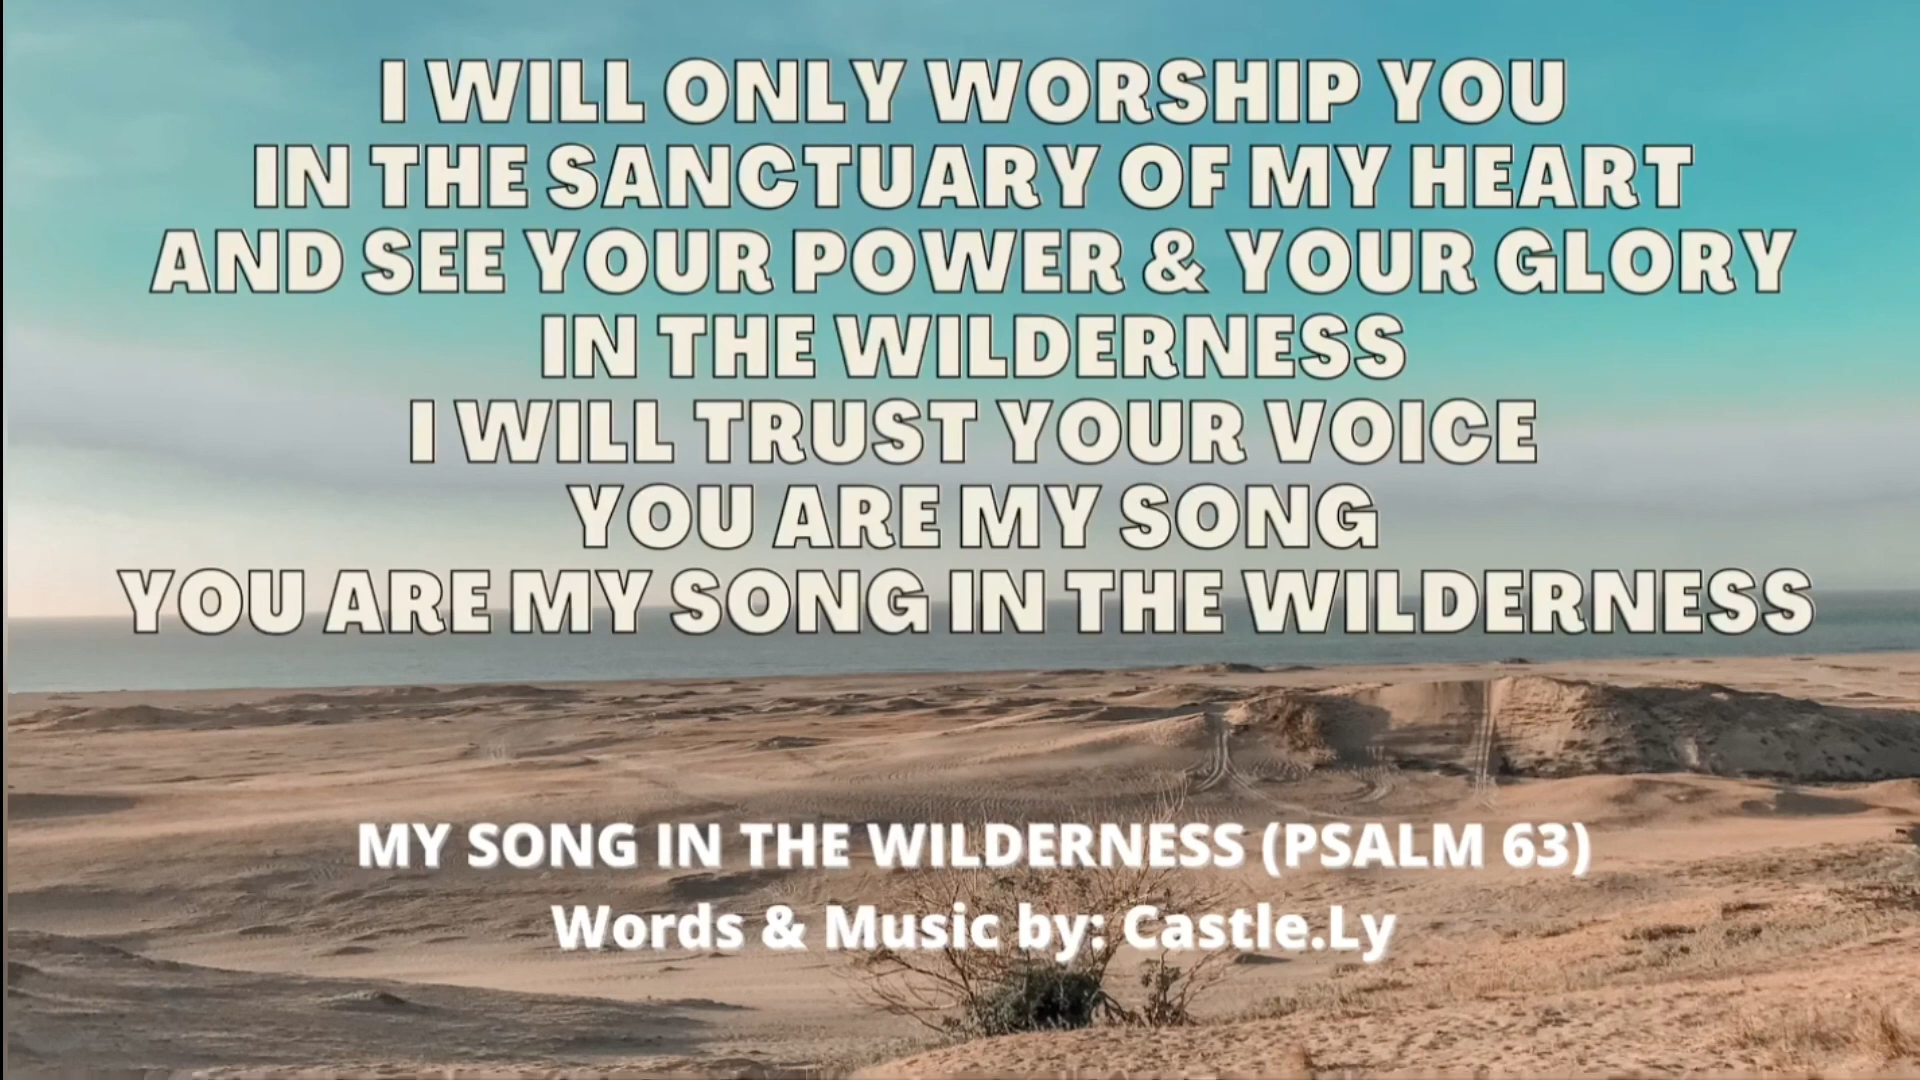 I WILL ONLY WORSHIP YOU
IN THE SANCTUARY OF MY HEART
AND SEE YOUR POWER & YOUR GLORY
IN THE WILDERNESS
I WILL TRUST YOUR VOICE
YOU ARE MY SONG
YOU ARE MY SONG IN THE WILDERNESS
MY SONG IN THE WILDERNESS (PSALM 63)
Words & Music by: Castle.Ly